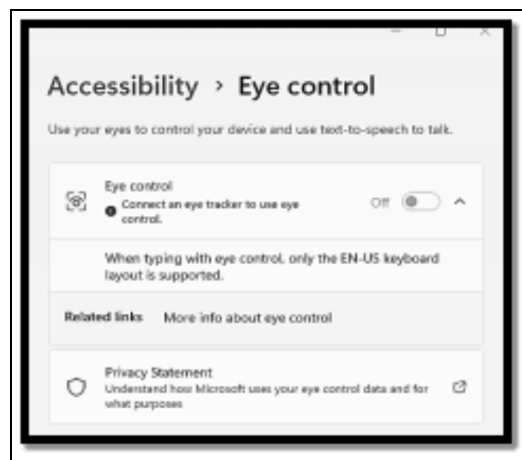 Accessibility > Eye control
Use your eyes to control your device and use text-to-speech to talk.
Eye control
Connect an eye tracker to use eye
control.
Off
When typing with eye control, only the EN-US keyboard
layout is supported.
Related links More info about eye control
Privacy Statement
Understand how Microsoft uses your eye control data and for
what purposes